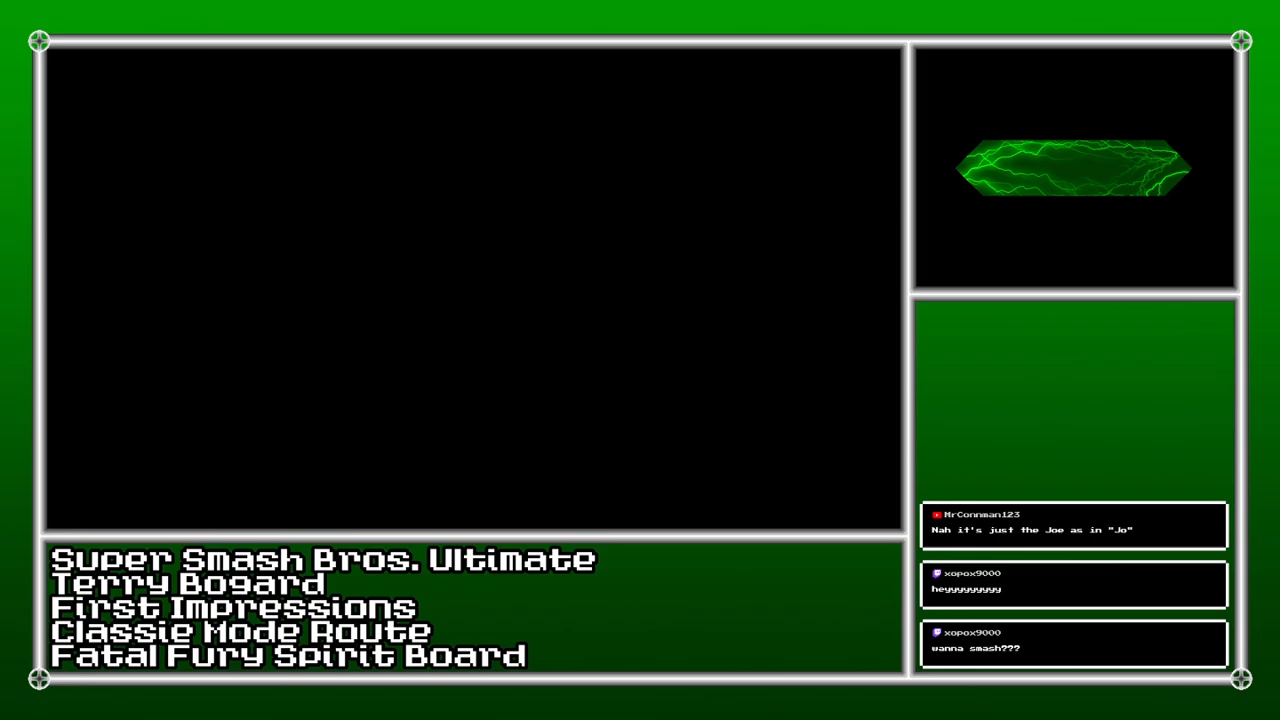 Super Smash Bros. Ultimate
Terry Bogard
First Impressions
Classic Mode Route
Fatal Fury Spirit Board
MrConnman123
Nah it's just the Joe as in "Jo"
xopox9000
heyyyyyyyyy
xopox9000
wanna smash???